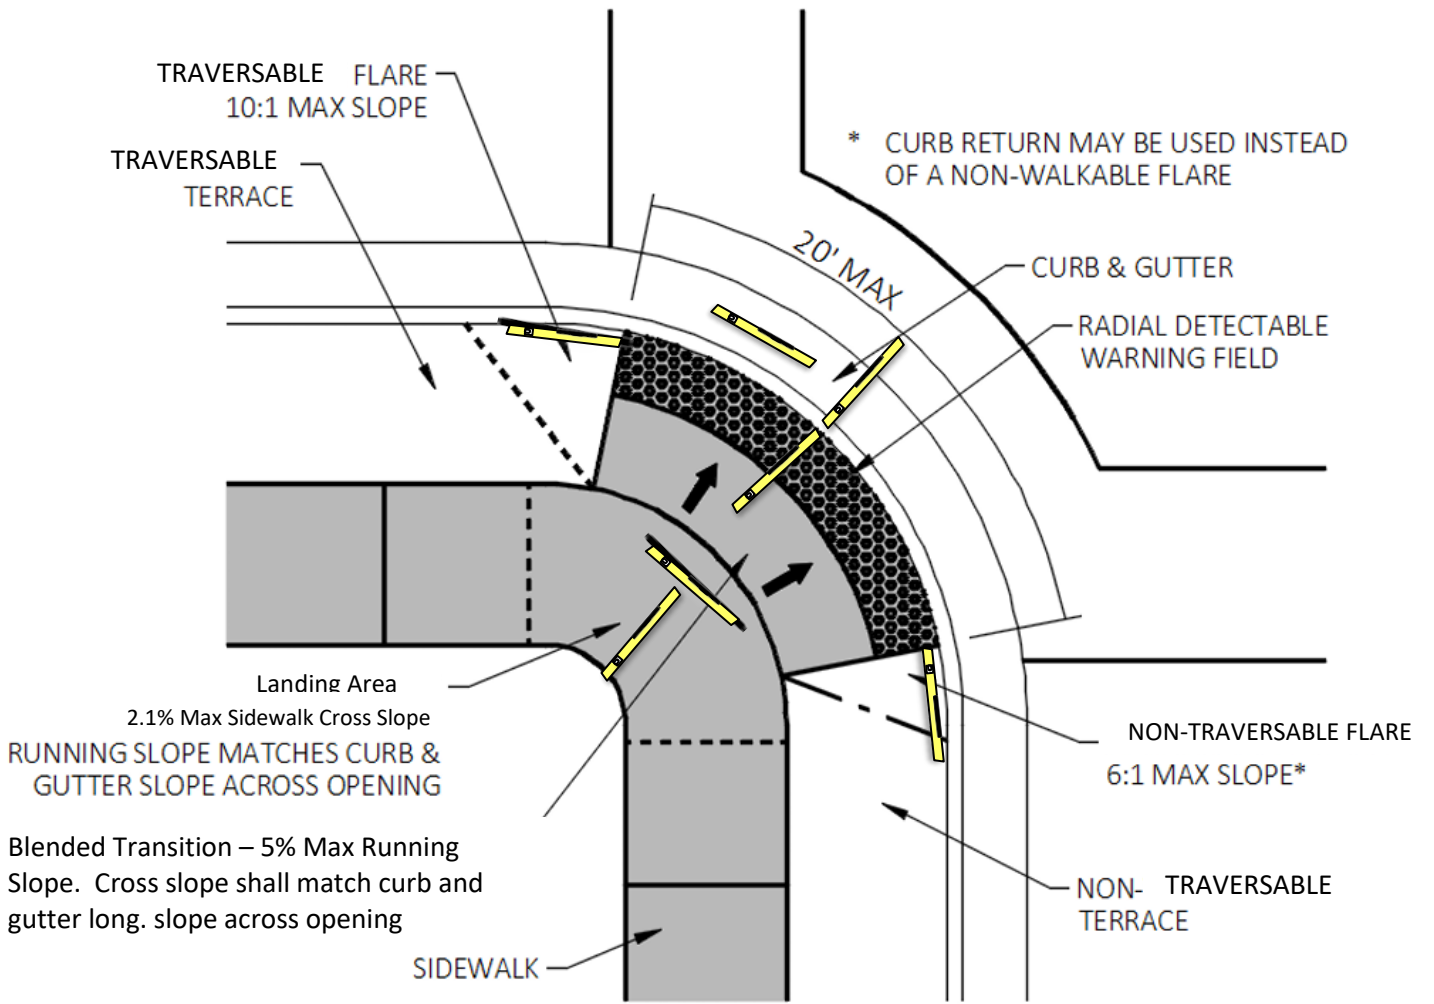 TRAVERSABLE FLARE
10:1 MAX SLOPE
TRAVERSABLE
TERRACE
* CURB RETURN MAY BE USED INSTEAD
OF A NON-WALKABLE FLARE
20' MAX
CURB & GUTTER
RADIAL DETECTABLE
WARNING FIELD
Landing Area
2.1% Max Sidewalk Cross Slope
RUNNING SLOPE MATCHES CURB &
GUTTER SLOPE ACROSS OPENING
NON-TRAVERSABLE FLARE
6:1 MAX SLOPE*
Blended Transition – 5% Max Running
Slope. Cross slope shall match curb and
gutter long. slope across opening
NON- TRAVERSABLE
TERRACE
SIDEWALK